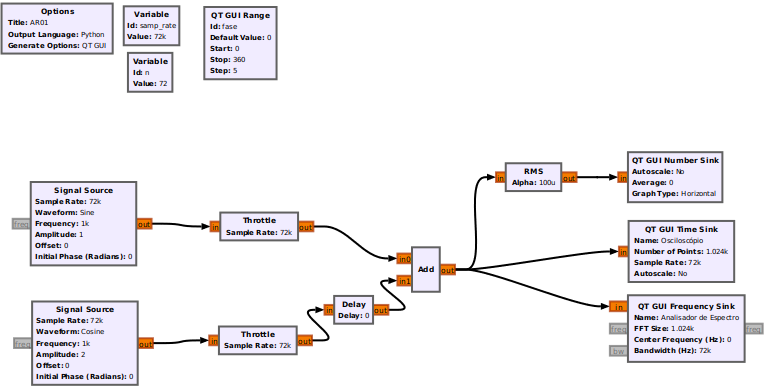 Options
Title: AR01
Output Language: Python
Generate Options: QT GUI
Variable
Id: samp_rate
Value: 72k
Variable
Id: n
Value: 72
QT GUI Range
Id: fase
Default Value: 0
Start: 0
Stop: 360
Step: 5
Signal Source
Sample Rate: 72k
Waveform: Sine
Frequency: 1k
Amplitude: 1
Offset: 0
Initial Phase (Radians): 0
freq
out
in
Throttle
Sample Rate: 72k
out
Signal Source
Sample Rate: 72k
Waveform: Cosine
Frequency: 1k
Amplitude: 2
Offset: 0
Initial Phase (Radians): 0
freq
out
in
Throttle
Sample Rate: 72k
out
in
Delay
Delay: 0
out
in0
in1
Add
out
in
RMS
Alpha: 100u
out
in
QT GUI Number Sink
Autoscale: No
Average: 0
Graph Type: Horizontal
in
QT GUI Time Sink
Name: Osciloscópio
Number of Points: 1.024k
Sample Rate: 72k
Autoscale: No
in
QT GUI Frequency Sink
Name: Analisador de Espectro
FFT Size: 1.024k
Center Frequency (Hz): 0
Bandwidth (Hz): 72k
freq
bw